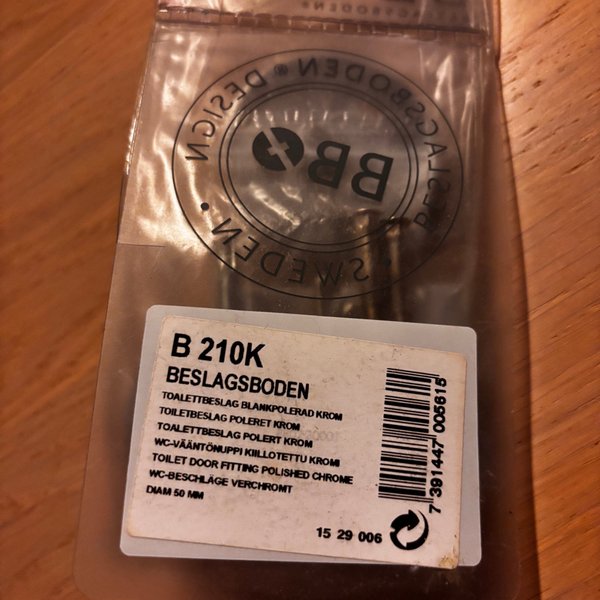 BESLAGSBODEN® DESIGN
• SWEDEN •
BB
B 210K
BESLAGSBODEN
TOALETTBESLAG BLANKPOLERAD KROM
TOILETBESLAG POLERET KROM
TOALETTBESLAG POLERT KROM
WC-VÄÄNTÖNUPPI KIILLOTETTU KROMI
TOILET DOOR FITTING POLISHED CHROME
WC-BESCHLÄGE VERCHROMT
DIAM 50 MM
15 29 006
7 391447 005615